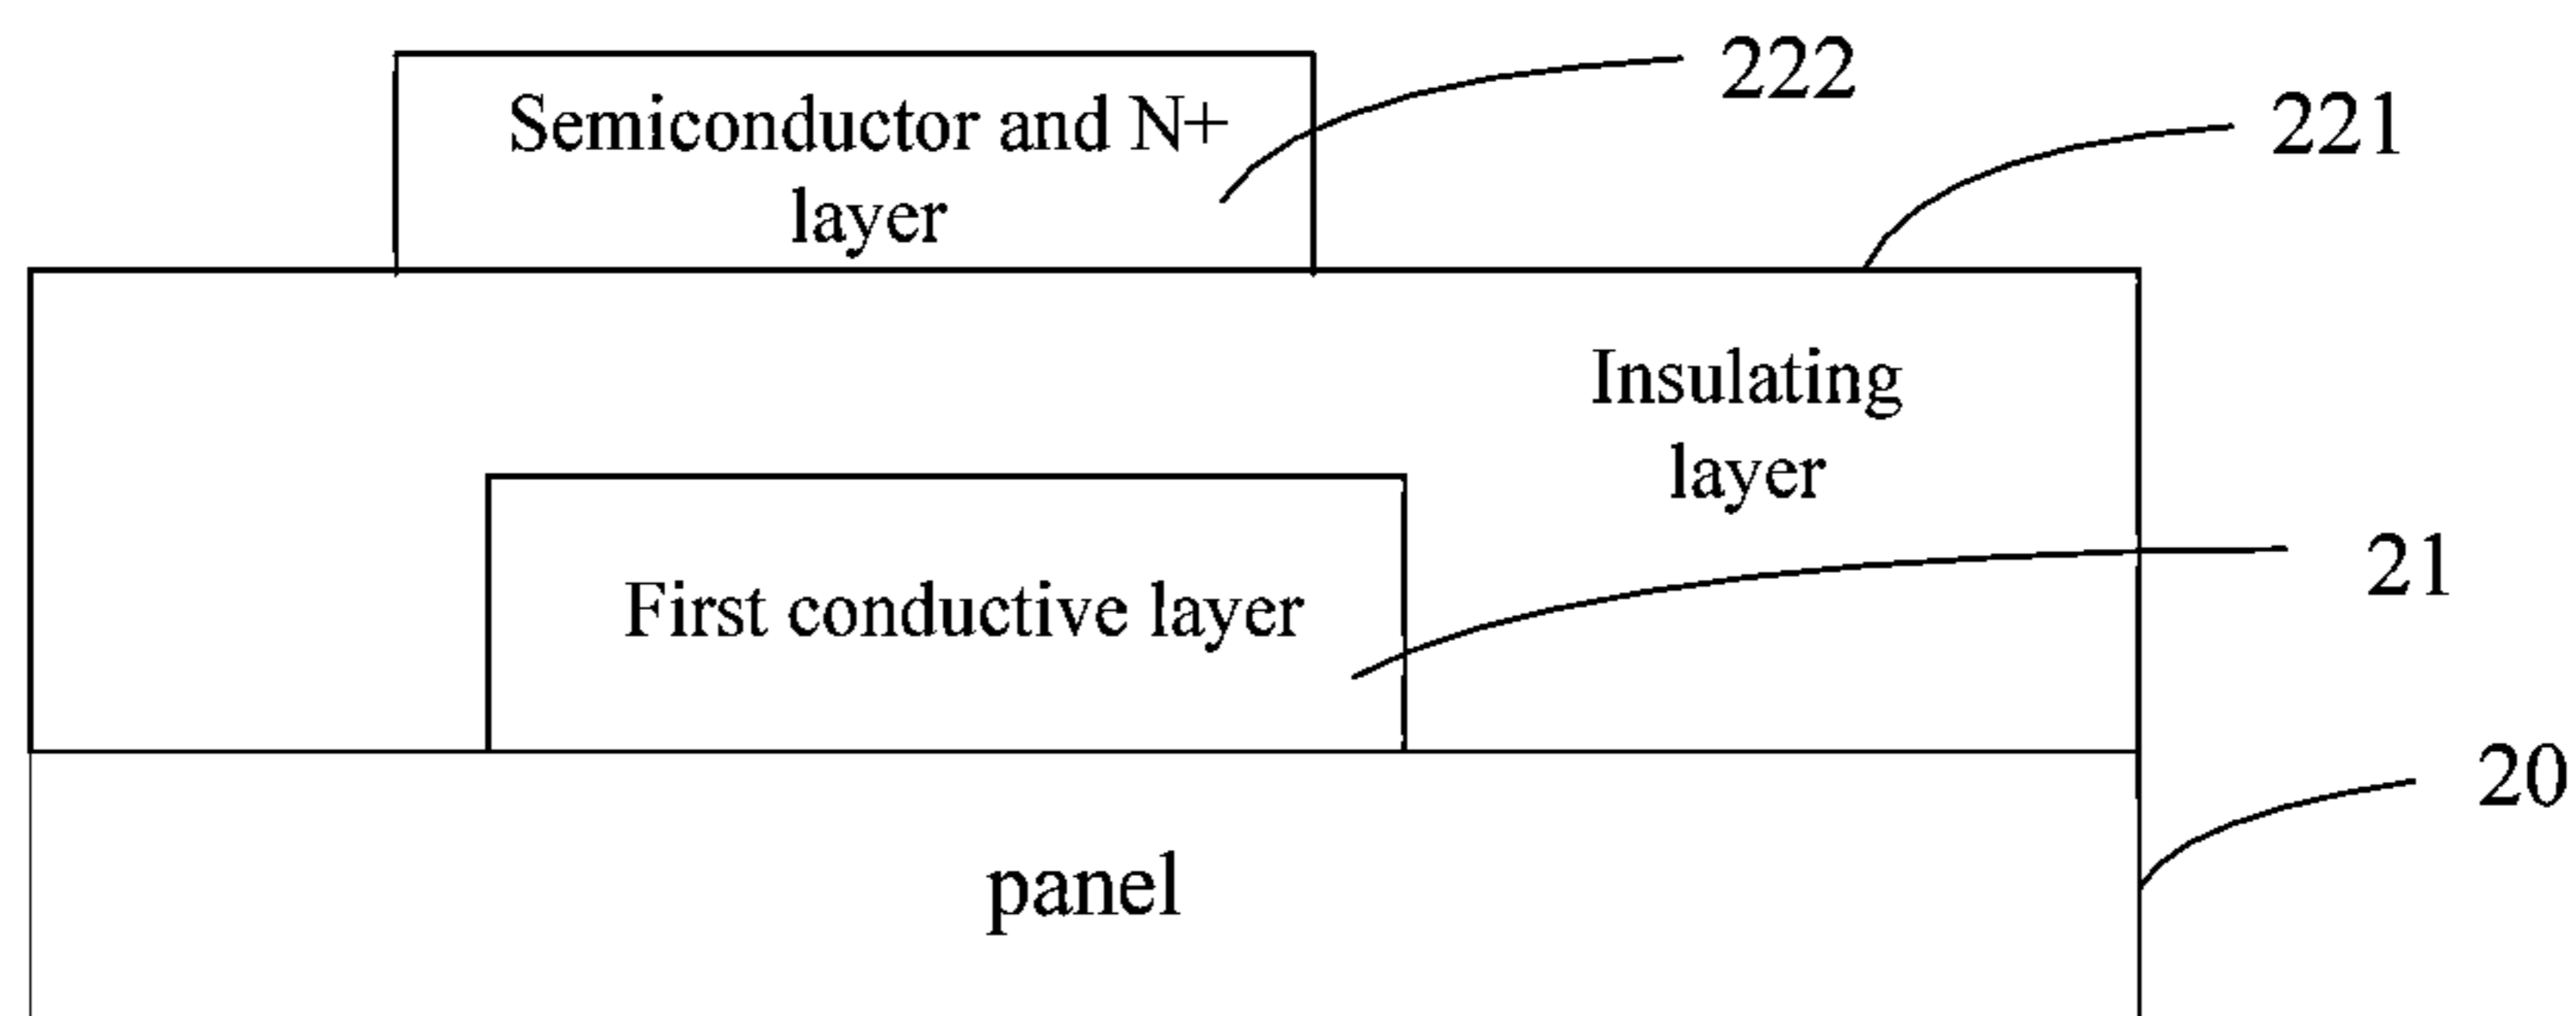 222
Semiconductor and N+
layer
221
Insulating
layer
21
First conductive layer
20
panel